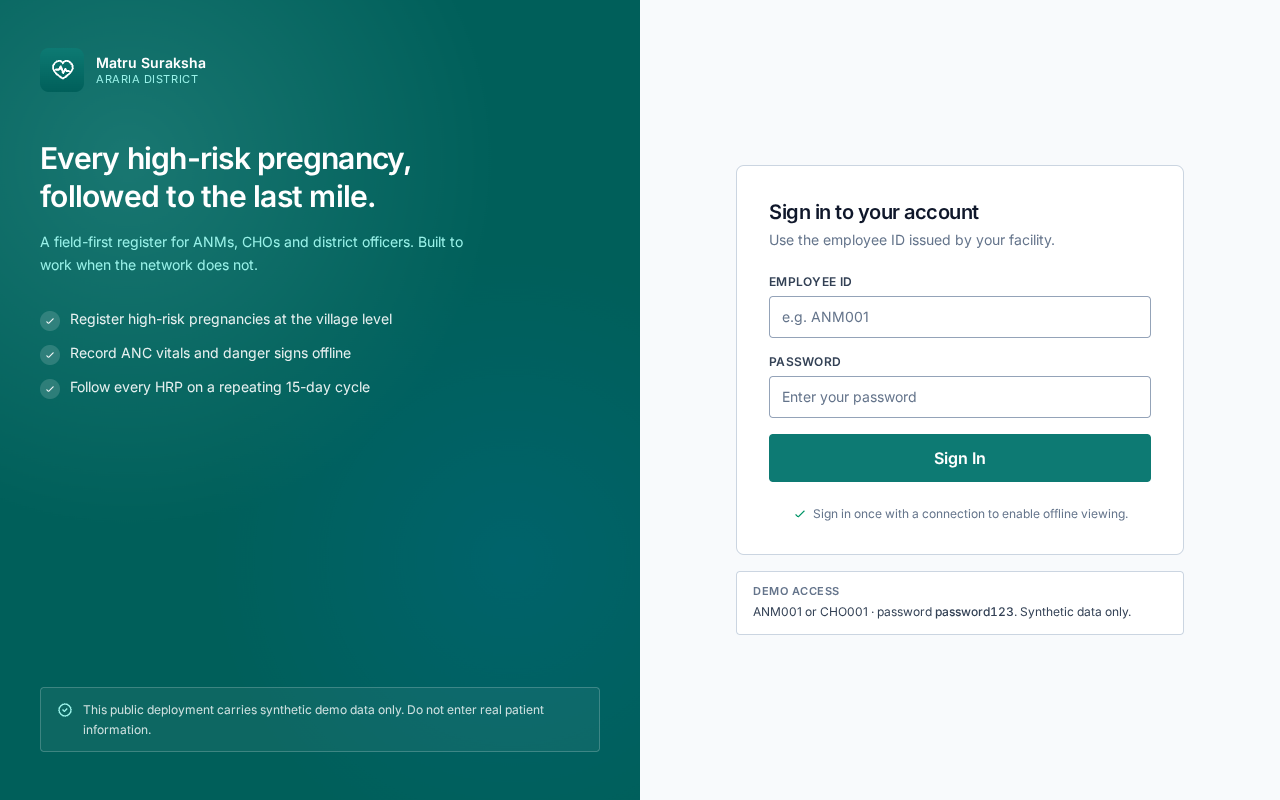 Matru Suraksha
ARARIA DISTRICT
Every high-risk pregnancy,
followed to the last mile.
A field-first register for ANMs, CHOs and district officers. Built to
work when the network does not.
Register high-risk pregnancies at the village level
Record ANC vitals and danger signs offline
Follow every HRP on a repeating 15-day cycle
This public deployment carries synthetic demo data only. Do not enter real patient
information.
Sign in to your account
Use the employee ID issued by your facility.
EMPLOYEE ID
e.g. ANM001
PASSWORD
Enter your password
Sign In
Sign in once with a connection to enable offline viewing.
DEMO ACCESS
ANM001 or CHO001 · password password123. Synthetic data only.